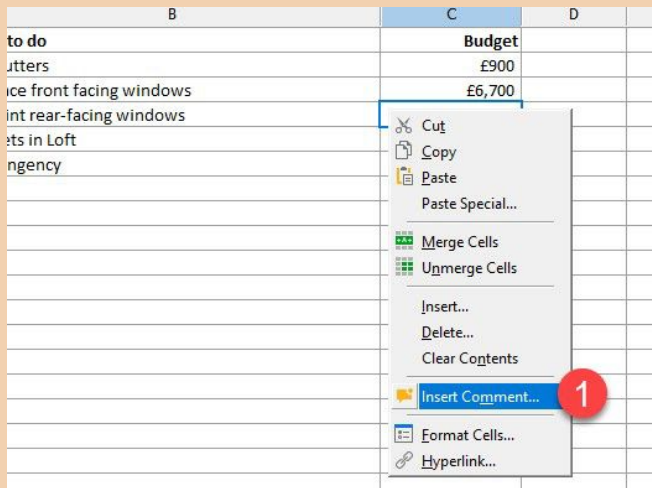 B C D
to do Budget
utters £900
ce front facing windows £6,700
int rear-facing windows
ets in Loft
ngency
Cut
Copy
Paste
Paste Special...
Merge Cells
Unmerge Cells
Insert...
Delete...
Clear Contents
Insert Comment... 1
Format Cells...
Hyperlink...